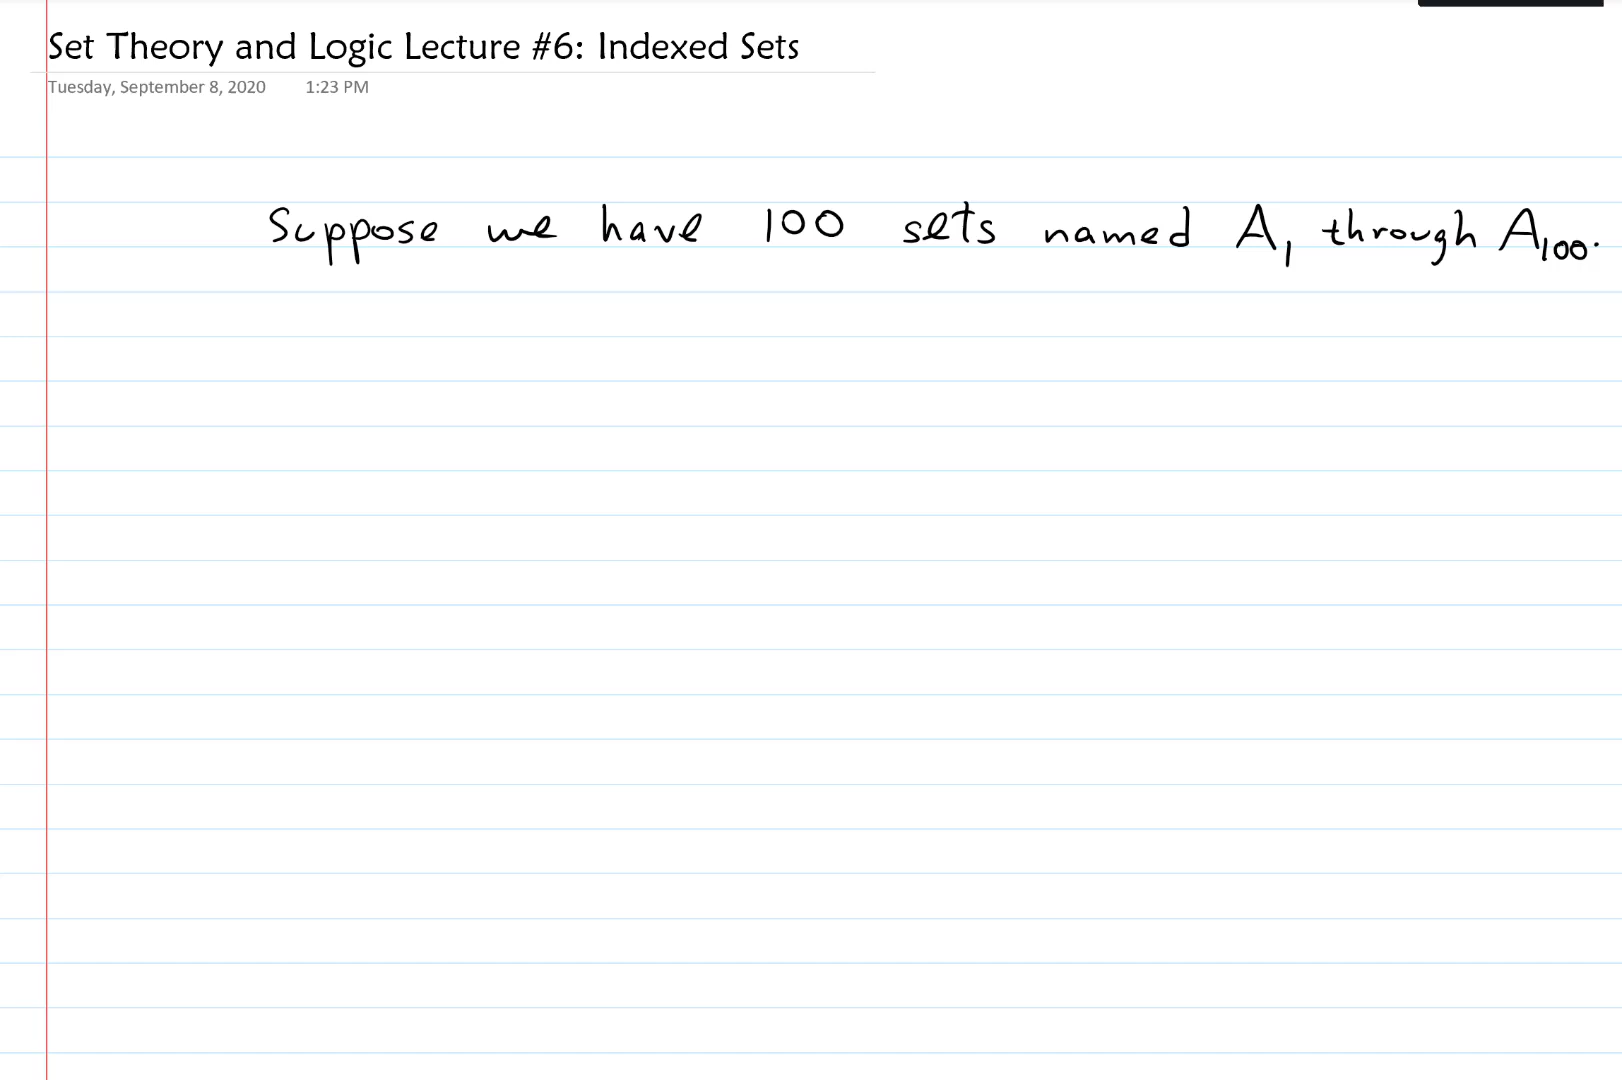 Set Theory and Logic Lecture #6: Indexed Sets
Tuesday, September 8, 2020 1:23 PM
Suppose we have 100 sets named A₁ through A₁₀₀.